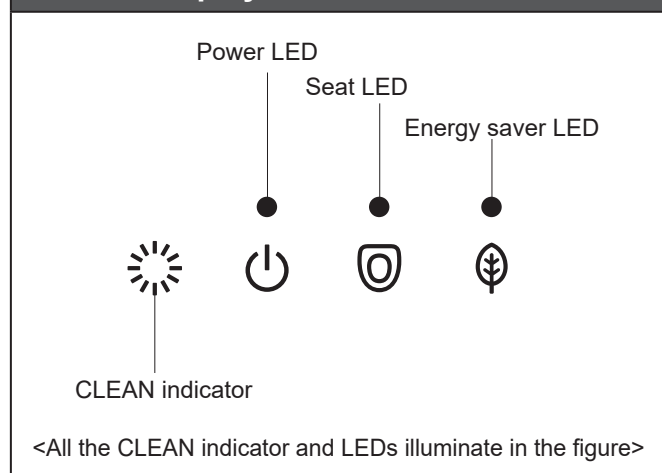 Power LED
Seat LED
Energy saver LED
CLEAN indicator
<All the CLEAN indicator and LEDs illuminate in the figure>